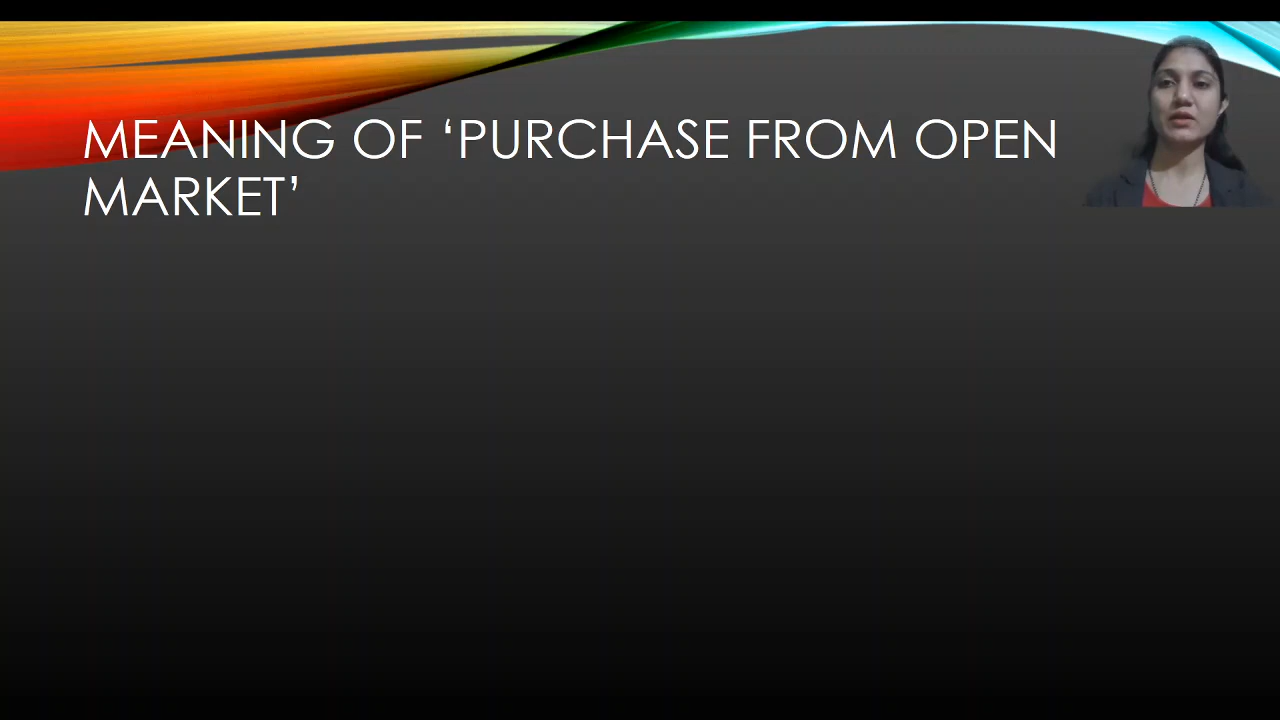 MEANING OF ‘PURCHASE FROM OPEN
MARKET’